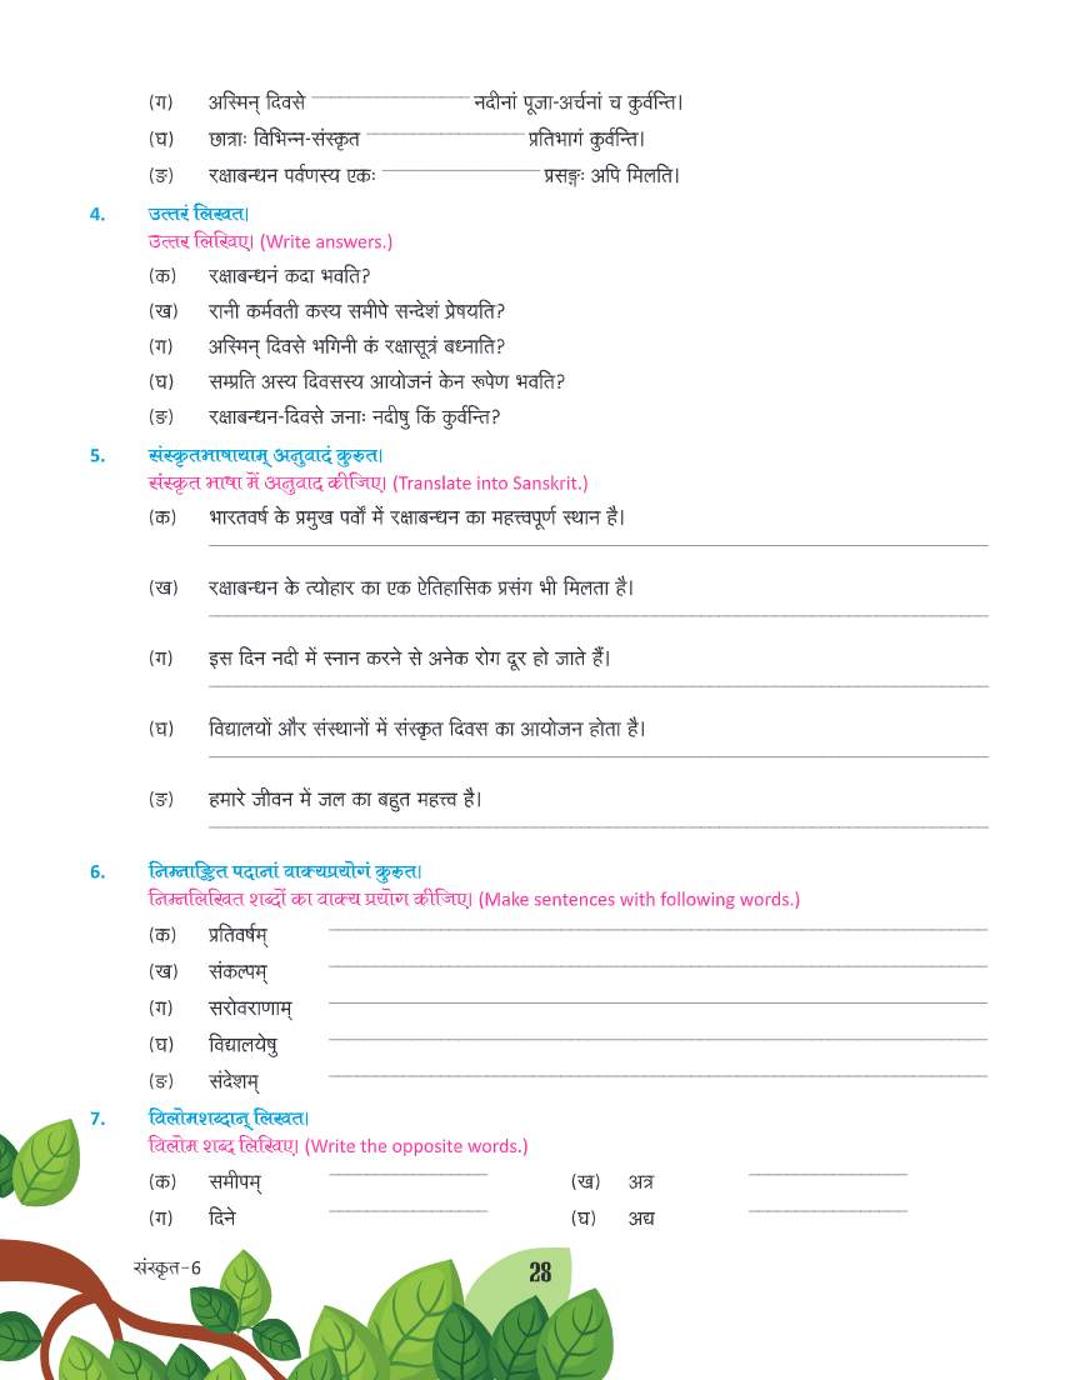 (ग) अस्मिन् दिवसे ____________ नदीनां पूजा-अर्चनां च कुर्वन्ति।
(घ) छात्राः विभिन्न-संस्कृत ____________ प्रतिभागं कुर्वन्ति।
(ङ) रक्षाबन्धन पर्वणस्य एकः ____________ प्रसङ्गः अपि मिलति।
4. उत्तरं लिखत।
उत्तर लिखिए। (Write answers.)
(क) रक्षाबन्धनं कदा भवति?
(ख) रानी कर्मवती कस्य समीपे सन्देशं प्रेषयति?
(ग) अस्मिन् दिवसे भगिनी कं रक्षासूत्रं बध्नाति?
(घ) सम्प्रति अस्य दिवसस्य आयोजनं केन रूपेण भवति?
(ङ) रक्षाबन्धन-दिवसे जनाः नदीषु किं कुर्वन्ति?
5. संस्कृतभाषायाम् अनुवादं कुरुत।
संस्कृत भाषा में अनुवाद कीजिए। (Translate into Sanskrit.)
(क) भारतवर्ष के प्रमुख पर्वों में रक्षाबन्धन का महत्त्वपूर्ण स्थान है।
(ख) रक्षाबन्धन के त्योहार का एक ऐतिहासिक प्रसंग भी मिलता है।
(ग) इस दिन नदी में स्नान करने से अनेक रोग दूर हो जाते हैं।
(घ) विद्यालयों और संस्थानों में संस्कृत दिवस का आयोजन होता है।
(ङ) हमारे जीवन में जल का बहुत महत्त्व है।
6. निम्नाङ्कित पदानां वाक्यप्रयोगं कुरुत।
निम्नलिखित शब्दों का वाक्य प्रयोग कीजिए। (Make sentences with following words.)
(क) प्रतिवर्षम्
(ख) संकल्पम्
(ग) सरोवराणाम्
(घ) विद्यालयेषु
(ङ) संदेशम्
7. विलोमशब्दान् लिखत।
विलोम शब्द लिखिए। (Write the opposite words.)
(क) समीपम् ____________ (ख) अत्र ____________
(ग) दिने ____________ (घ) अद्य ____________
संस्कृत-6
28